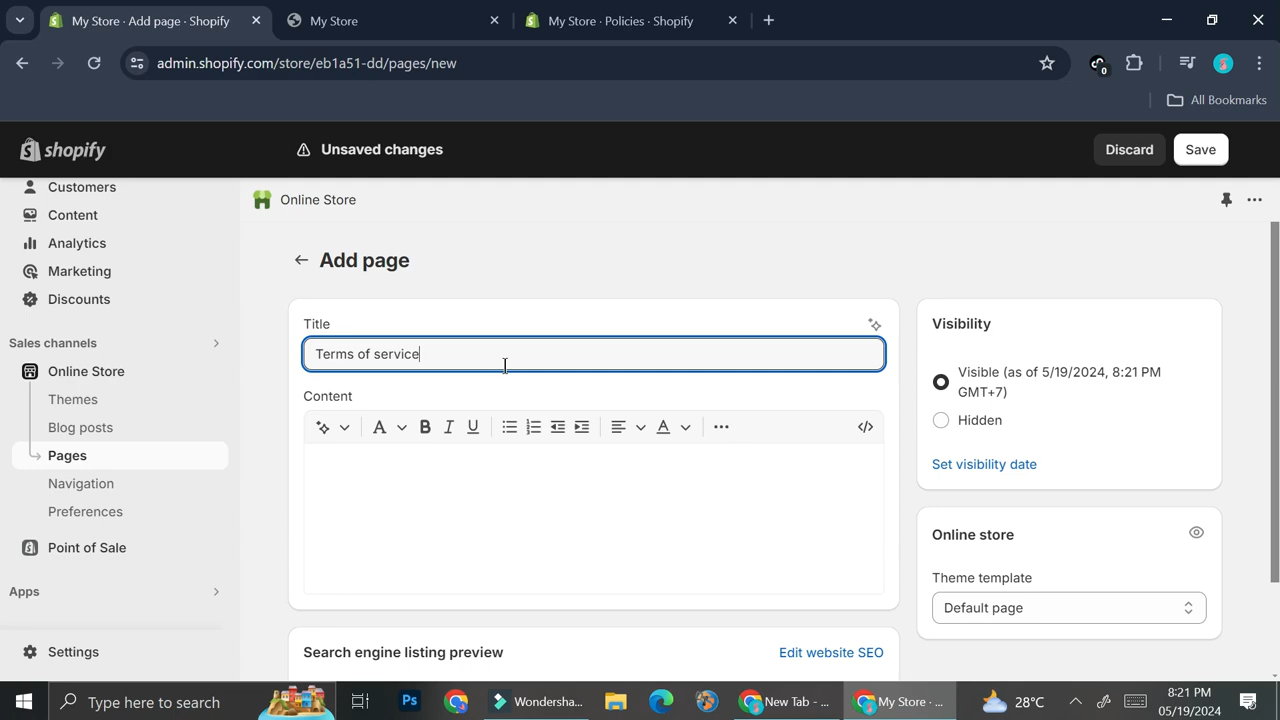 My Store · Add page · Shopify
My Store
My Store · Policies · Shopify
admin.shopify.com/store/eb1a51-dd/pages/new
0
All Bookmarks
shopify
Unsaved changes
Discard
Save
Customers
Content
Analytics
Marketing
Discounts
Sales channels
Online Store
Themes
Blog posts
Pages
Navigation
Preferences
Point of Sale
Apps
Settings
Online Store
Add page
Title
Terms of service
Content
A
B
I
U
A
Search engine listing preview
Edit website SEO
Visibility
Visible (as of 5/19/2024, 8:21 PM
GMT+7)
Hidden
Set visibility date
Online store
Theme template
Default page
Type here to search
Ps
Wondersha...
New Tab - ...
My Store · ...
28°C
8:21 PM
05/19/2024